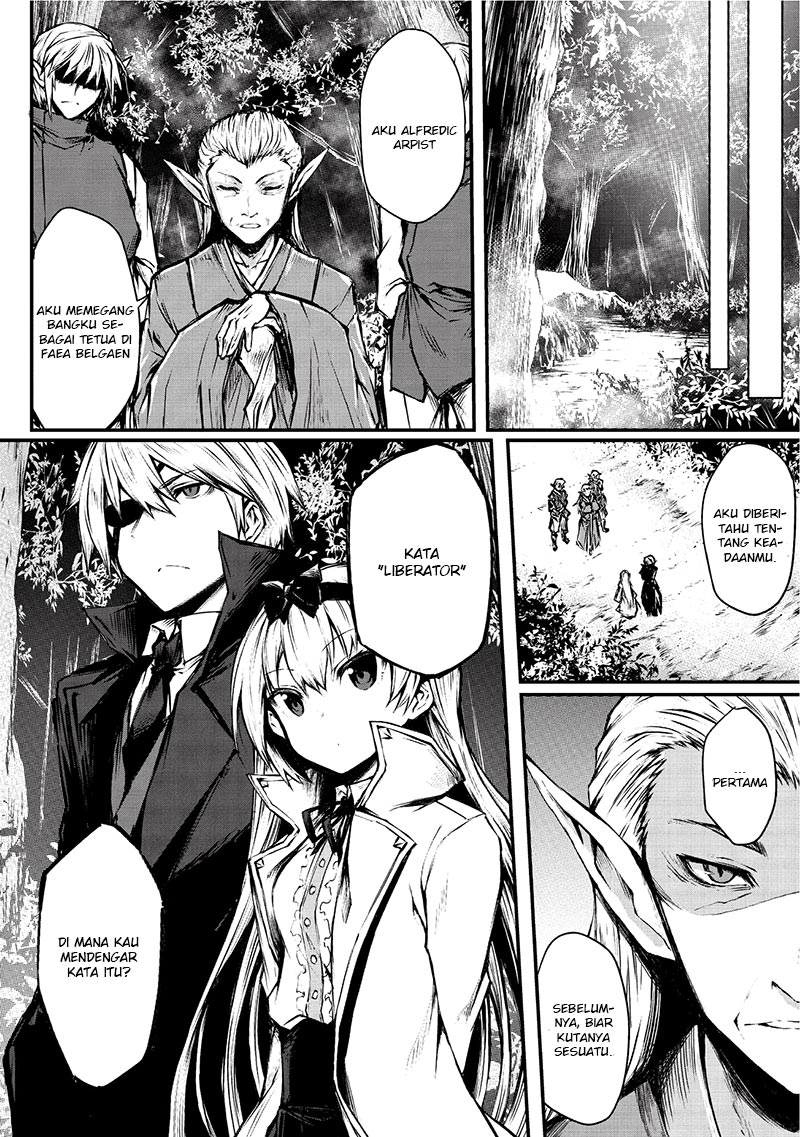 AKU ALFREDIC
ARPIST
AKU MEMEGANG
BANGKU SE-
BAGAI TETUA DI
FAEA BELGAEN
AKU DIBERI-
TAHU TEN-
TANG KEA-
DAANMU.
...
PERTAMA
SEBELUM-
NYA, BIAR
KUTANYA
SESUATU.
KATA
"LIBERATOR"
DI MANA KAU
MENDENGAR
KATA ITU?